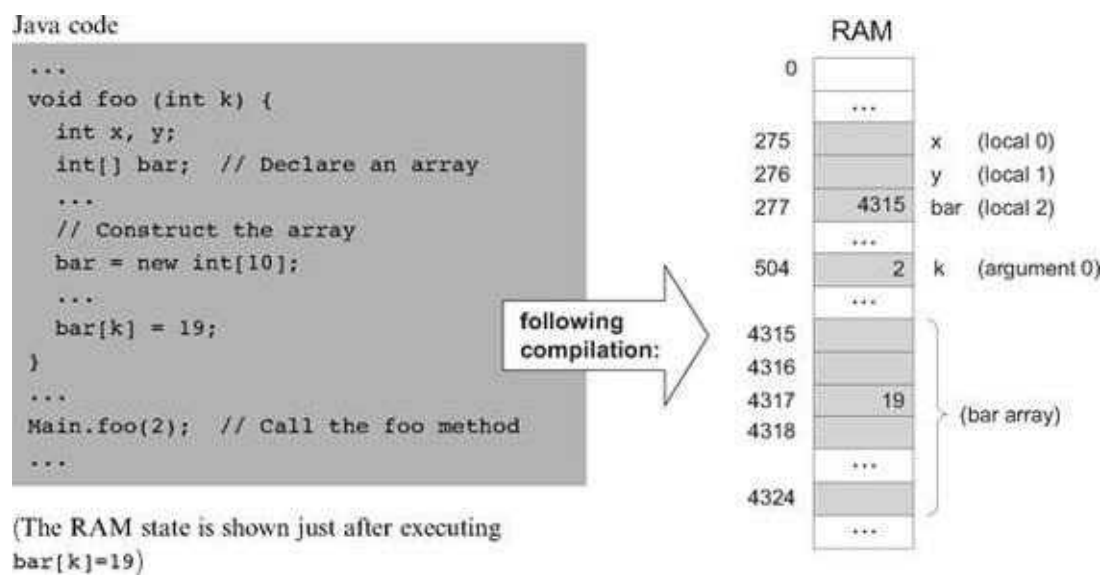 Java code
...
void foo (int k) {
int x, y;
int[] bar;  // Declare an array
...
// Construct the array
bar = new int[10];
...
bar[k] = 19;
}
...
Main.foo(2);  // Call the foo method
...
(The RAM state is shown just after executing
bar[k]=19)
following
compilation:
RAM
0
...
275 x (local 0)
276 y (local 1)
277 4315 bar (local 2)
...
504 2 k (argument 0)
...
4315
4316
4317 19
(bar array)
4318
...
4324
...